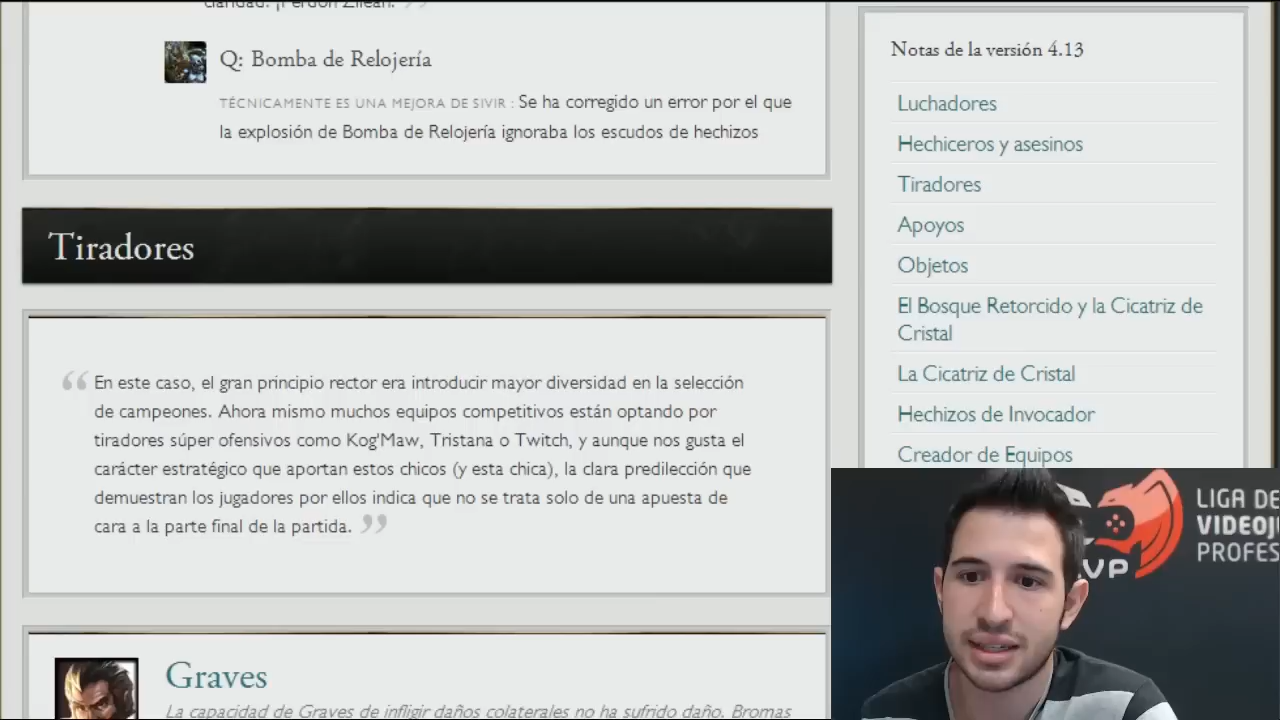 claridad. ¡Perdón Zilean.
Q: Bomba de Relojería
TÉCNICAMENTE ES UNA MEJORA DE SIVIR : Se ha corregido un error por el que
la explosión de Bomba de Relojería ignoraba los escudos de hechizos
Tiradores
“ En este caso, el gran principio rector era introducir mayor diversidad en la selección
de campeones. Ahora mismo muchos equipos competitivos están optando por
tiradores súper ofensivos como Kog'Maw, Tristana o Twitch, y aunque nos gusta el
carácter estratégico que aportan estos chicos (y esta chica), la clara predilección que
demuestran los jugadores por ellos indica que no se trata solo de una apuesta de
cara a la parte final de la partida. ”
Graves
La capacidad de Graves de infligir daños colaterales no ha sufrido daño. Bromas
Notas de la versión 4.13
Luchadores
Hechiceros y asesinos
Tiradores
Apoyos
Objetos
El Bosque Retorcido y la Cicatriz de
Cristal
La Cicatriz de Cristal
Hechizos de Invocador
Creador de Equipos
LIGA DE
VIDEOJ
PROFES
VP